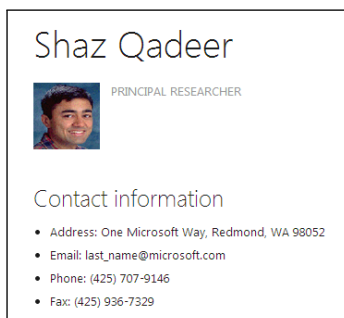 Shaz Qadeer
PRINCIPAL RESEARCHER
Contact information
• Address: One Microsoft Way, Redmond, WA 98052
• Email: last_name@microsoft.com
• Phone: (425) 707-9146
• Fax: (425) 936-7329